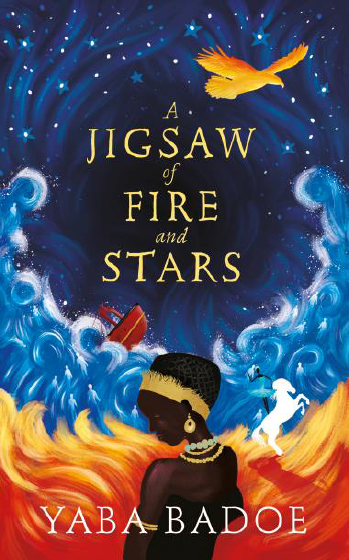 A
JIGSAW
of
FIRE
and
STARS
YABA BADOE